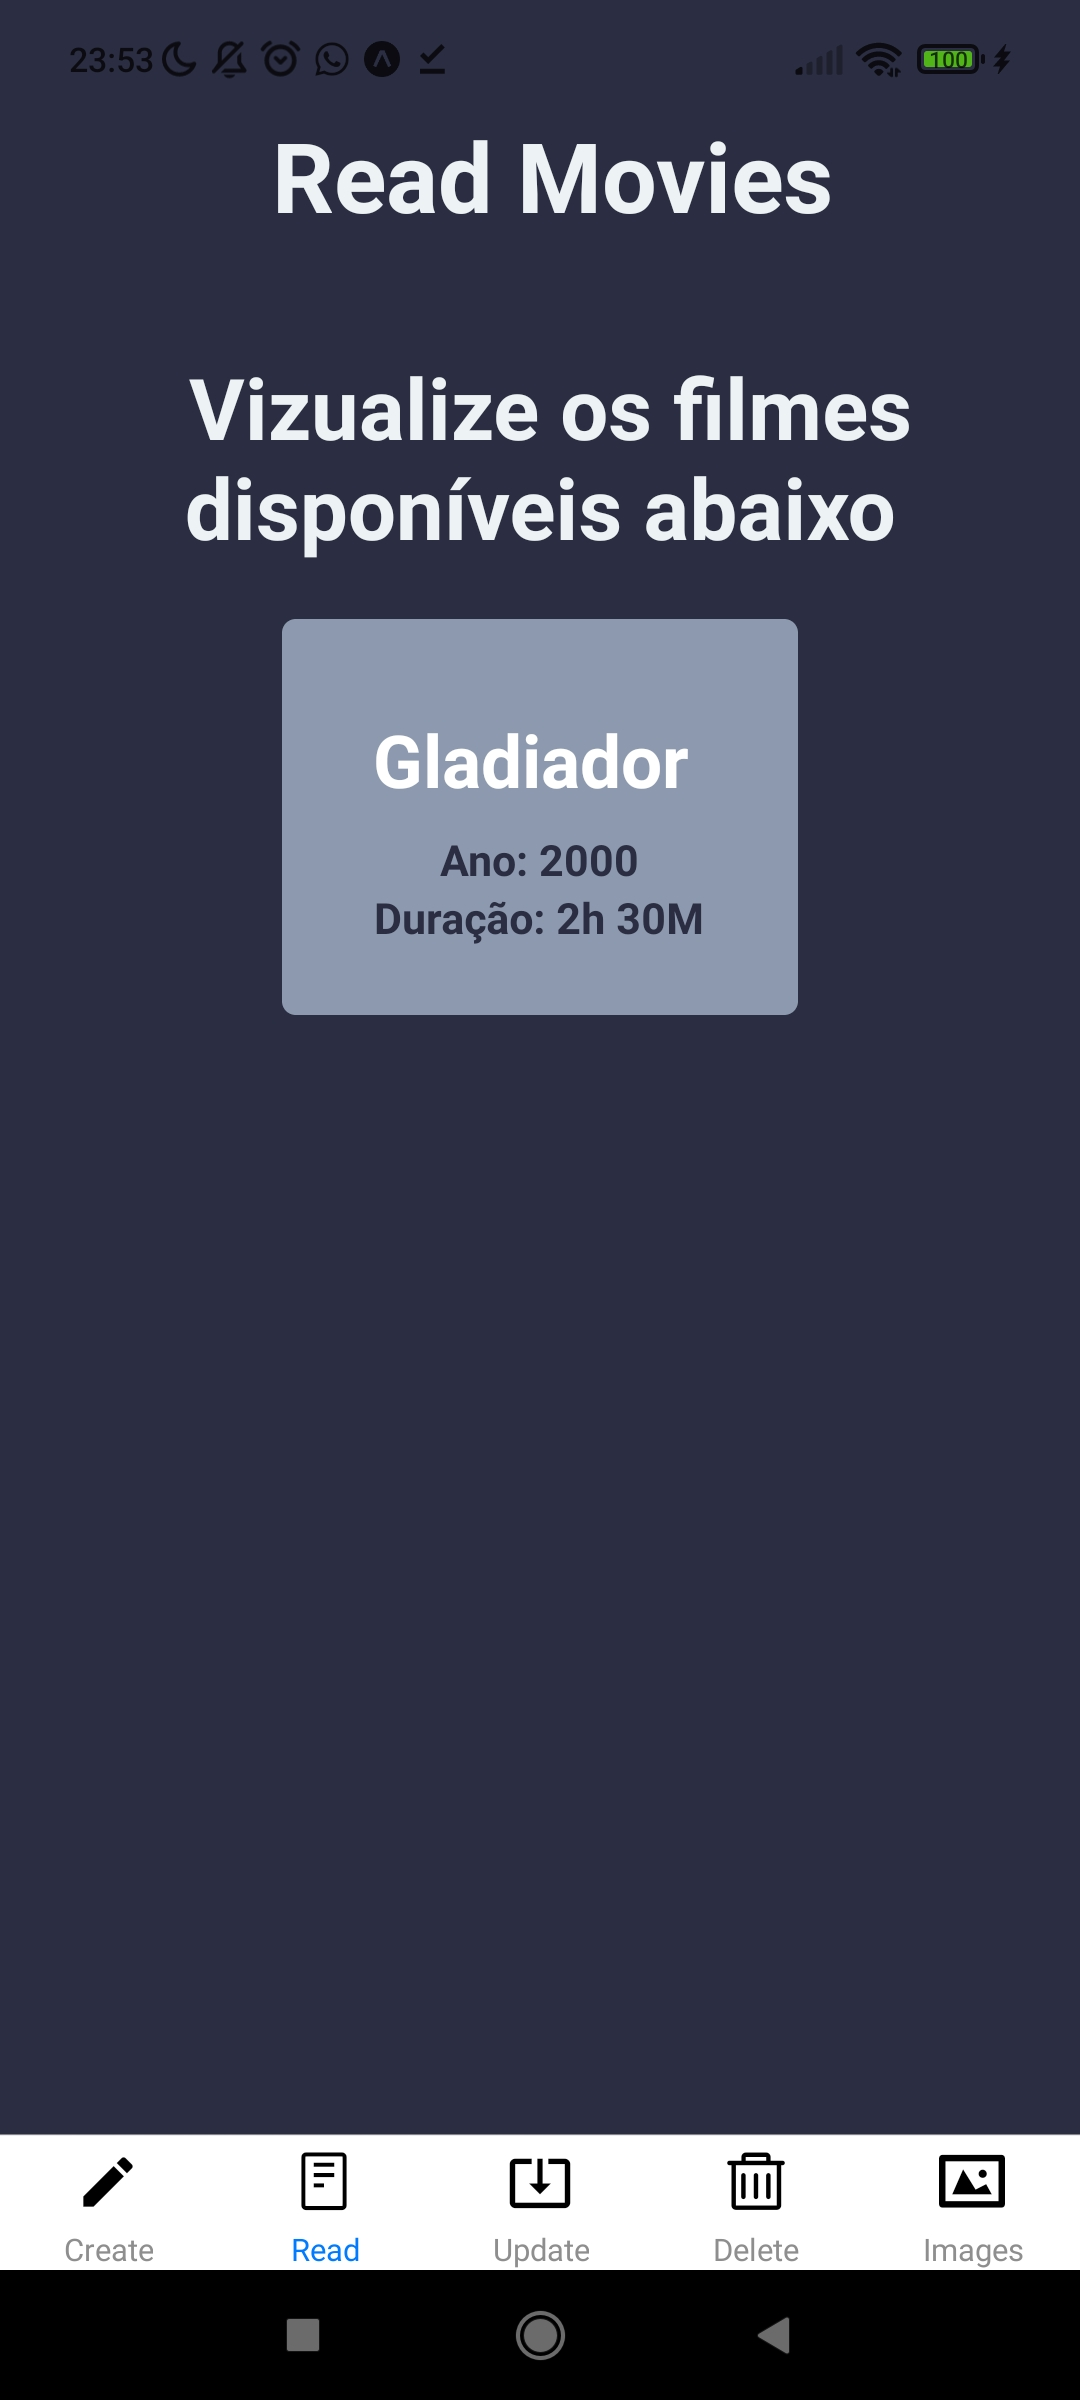 23:53
100
Read Movies
Vizualize os filmes
disponíveis abaixo
Gladiador
Ano: 2000
Duração: 2h 30M
Create Read Update Delete Images